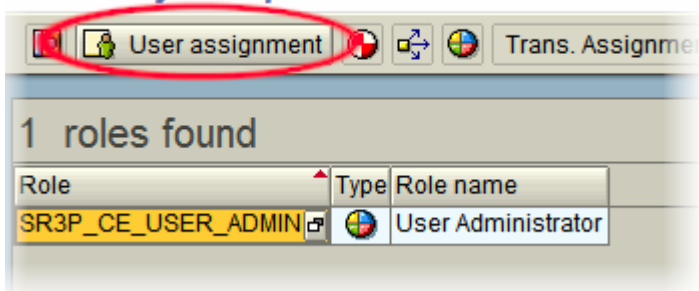 User assignment Trans. Assignme
1 roles found
Role Type Role name
SR3P_CE_USER_ADMIN User Administrator